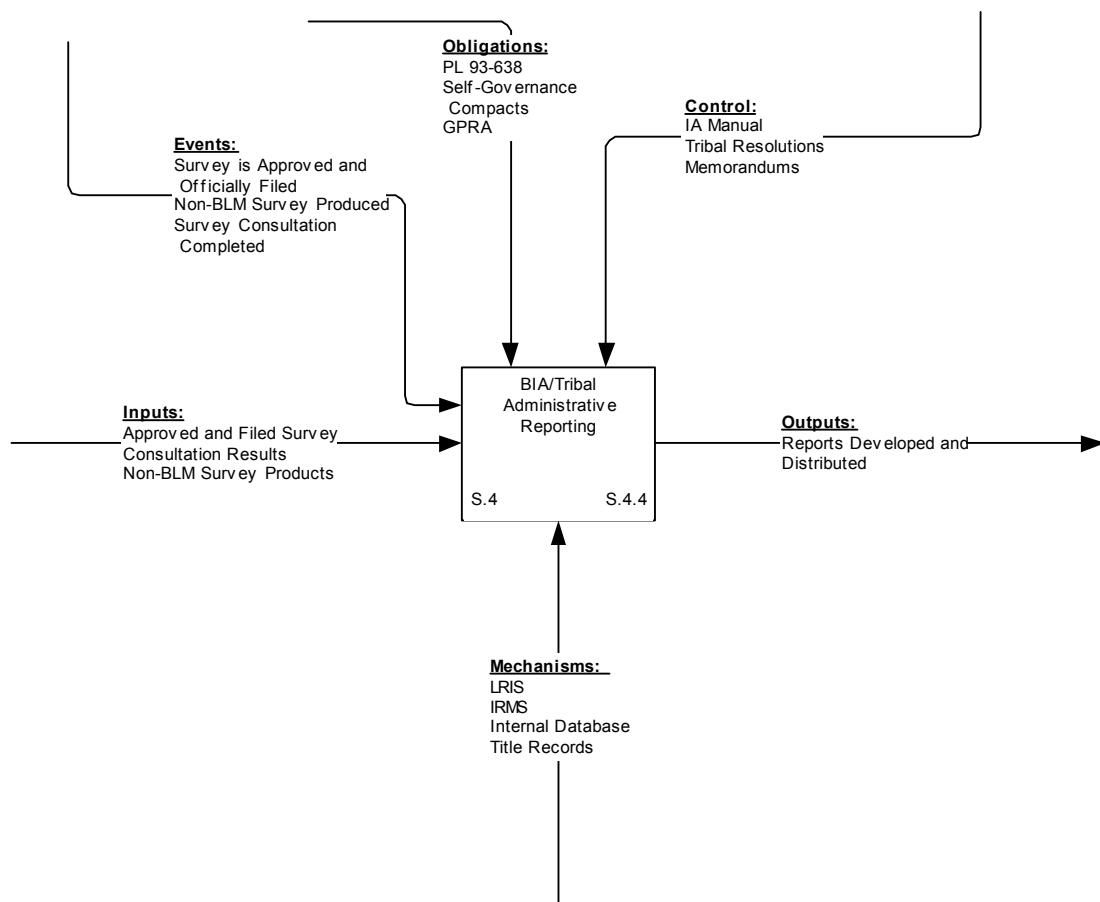 Obligations:
PL 93-638
Self-Governance
Compacts
GPRA
Control:
IA Manual
Tribal Resolutions
Memorandums
Events:
Survey is Approved and
Officially Filed
Non-BLM Survey Produced
Survey Consultation
Completed
BIA/Tribal
Administrative
Reporting
S.4
S.4.4
Inputs:
Approved and Filed Survey
Consultation Results
Non-BLM Survey Products
Outputs:
Reports Developed and
Distributed
Mechanisms:
LRIS
IRMS
Internal Database
Title Records